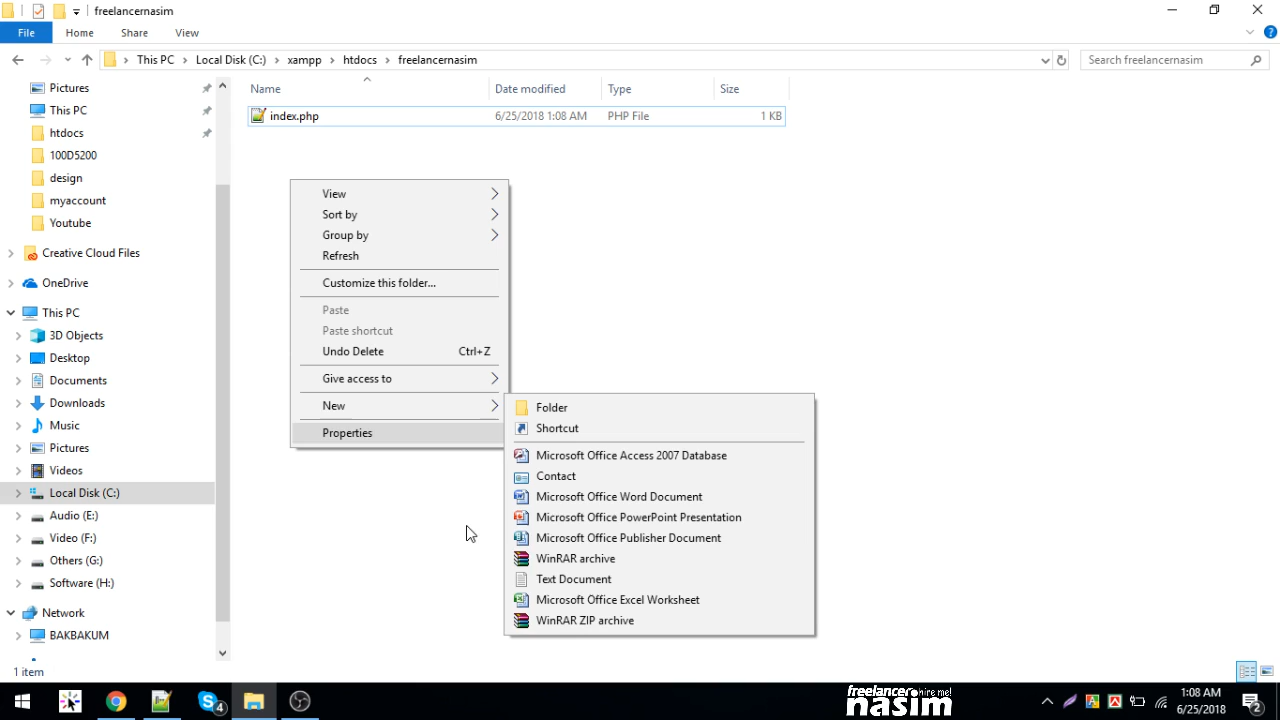 freelancernasim
File
Home
Share
View
This PC
Local Disk (C:)
xampp
htdocs
freelancernasim
Search freelancernasim
Name
Date modified
Type
Size
index.php
6/25/2018 1:08 AM
PHP File
1 KB
Pictures
This PC
htdocs
100D5200
design
myaccount
Youtube
Creative Cloud Files
OneDrive
This PC
3D Objects
Desktop
Documents
Downloads
Music
Pictures
Videos
Local Disk (C:)
Audio (E:)
Video (F:)
Others (G:)
Software (H:)
Network
BAKBAKUM
View
Sort by
Group by
Refresh
Customize this folder...
Paste
Paste shortcut
Undo Delete Ctrl+Z
Give access to
New
Properties
Folder
Shortcut
Microsoft Office Access 2007 Database
Contact
Microsoft Office Word Document
Microsoft Office PowerPoint Presentation
Microsoft Office Publisher Document
WinRAR archive
Text Document
Microsoft Office Excel Worksheet
WinRAR ZIP archive
1 item
4
freelancer hire me!
nasim
1:08 AM
6/25/2018
2